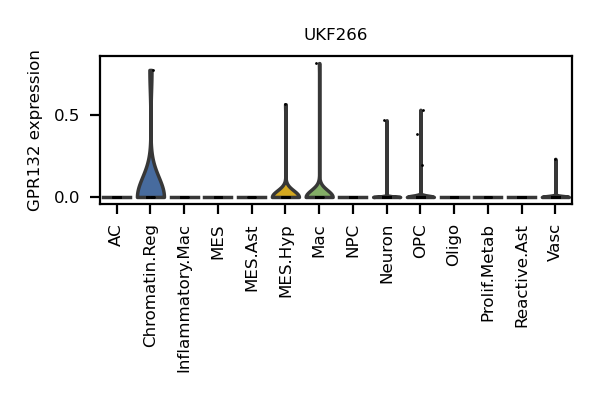 UKF266
GPR132 expression
0.5
0.0
AC
Chromatin.Reg
Inflammatory.Mac
MES
MES.Ast
MES.Hyp
Mac
NPC
Neuron
OPC
Oligo
Prolif.Metab
Reactive.Ast
Vasc